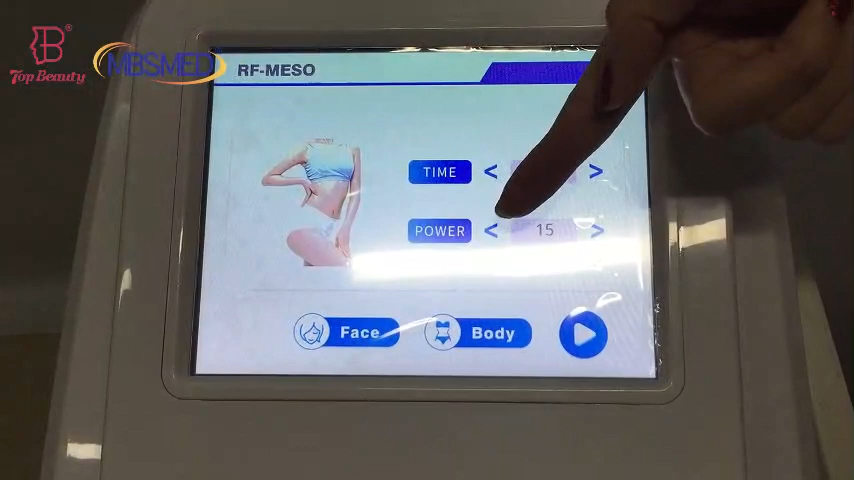 B®
Top Beauty
MBSMED
RF-MESO
TIME < >
POWER < 15 >
Face
Body